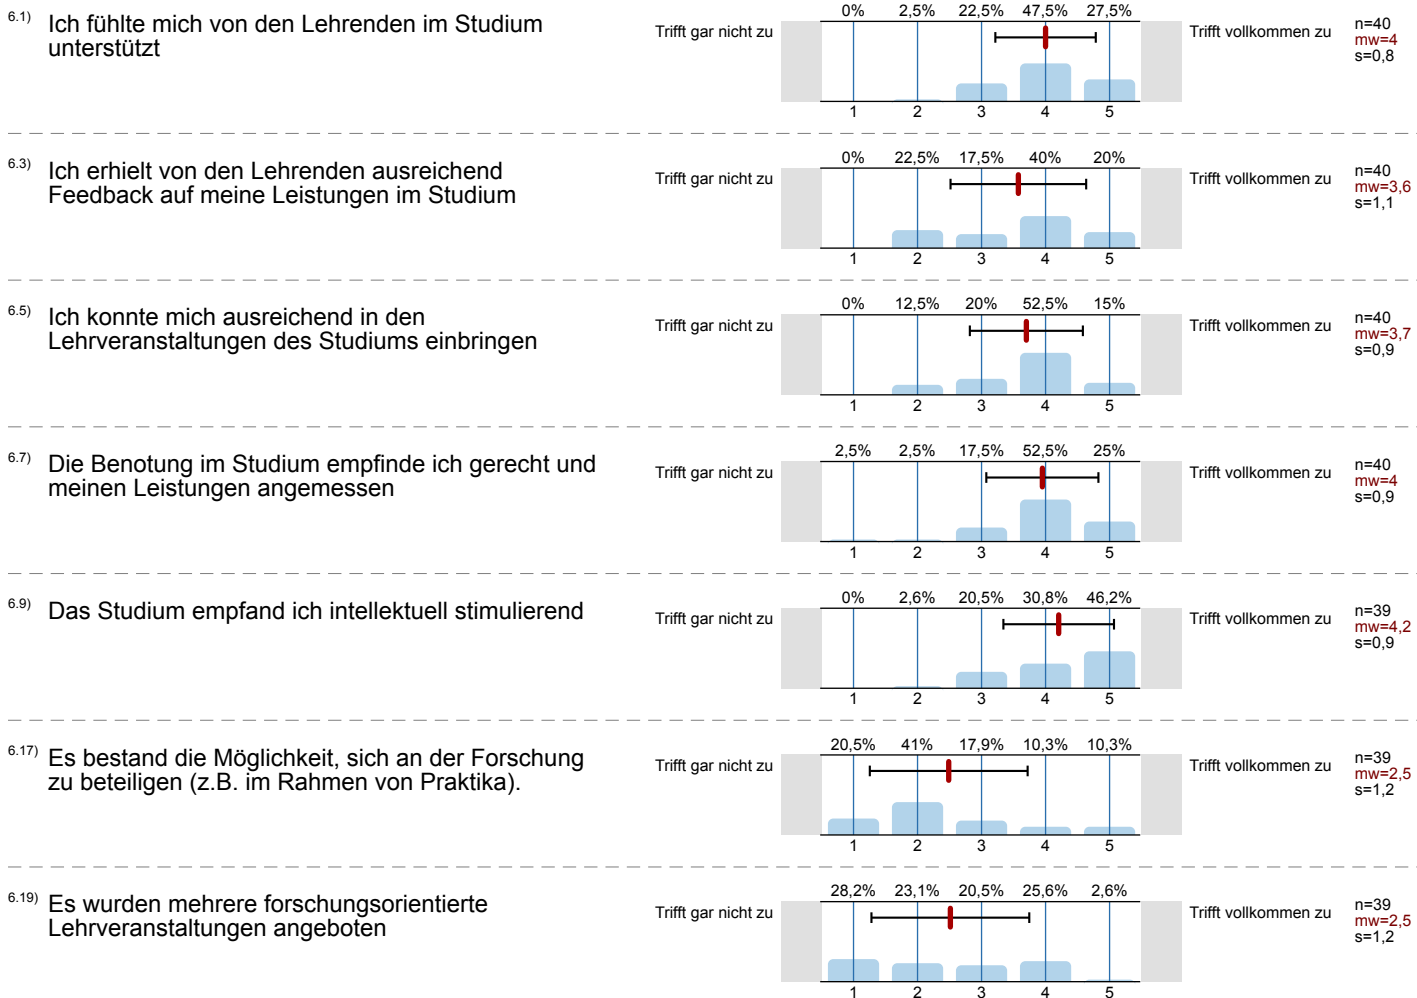 6.1) Ich fühlte mich von den Lehrenden im Studium
unterstützt
Trifft gar nicht zu
0% 2,5% 22,5% 47,5% 27,5%
1 2 3 4 5
Trifft vollkommen zu
n=40
mw=4
s=0,8
6.3) Ich erhielt von den Lehrenden ausreichend
Feedback auf meine Leistungen im Studium
Trifft gar nicht zu
0% 22,5% 17,5% 40% 20%
1 2 3 4 5
Trifft vollkommen zu
n=40
mw=3,6
s=1,1
6.5) Ich konnte mich ausreichend in den
Lehrveranstaltungen des Studiums einbringen
Trifft gar nicht zu
0% 12,5% 20% 52,5% 15%
1 2 3 4 5
Trifft vollkommen zu
n=40
mw=3,7
s=0,9
6.7) Die Benotung im Studium empfinde ich gerecht und
meinen Leistungen angemessen
Trifft gar nicht zu
2,5% 2,5% 17,5% 52,5% 25%
1 2 3 4 5
Trifft vollkommen zu
n=40
mw=4
s=0,9
6.9) Das Studium empfand ich intellektuell stimulierend
Trifft gar nicht zu
0% 2,6% 20,5% 30,8% 46,2%
1 2 3 4 5
Trifft vollkommen zu
n=39
mw=4,2
s=0,9
6.17) Es bestand die Möglichkeit, sich an der Forschung
zu beteiligen (z.B. im Rahmen von Praktika).
Trifft gar nicht zu
20,5% 41% 17,9% 10,3% 10,3%
1 2 3 4 5
Trifft vollkommen zu
n=39
mw=2,5
s=1,2
6.19) Es wurden mehrere forschungsorientierte
Lehrveranstaltungen angeboten
Trifft gar nicht zu
28,2% 23,1% 20,5% 25,6% 2,6%
1 2 3 4 5
Trifft vollkommen zu
n=39
mw=2,5
s=1,2